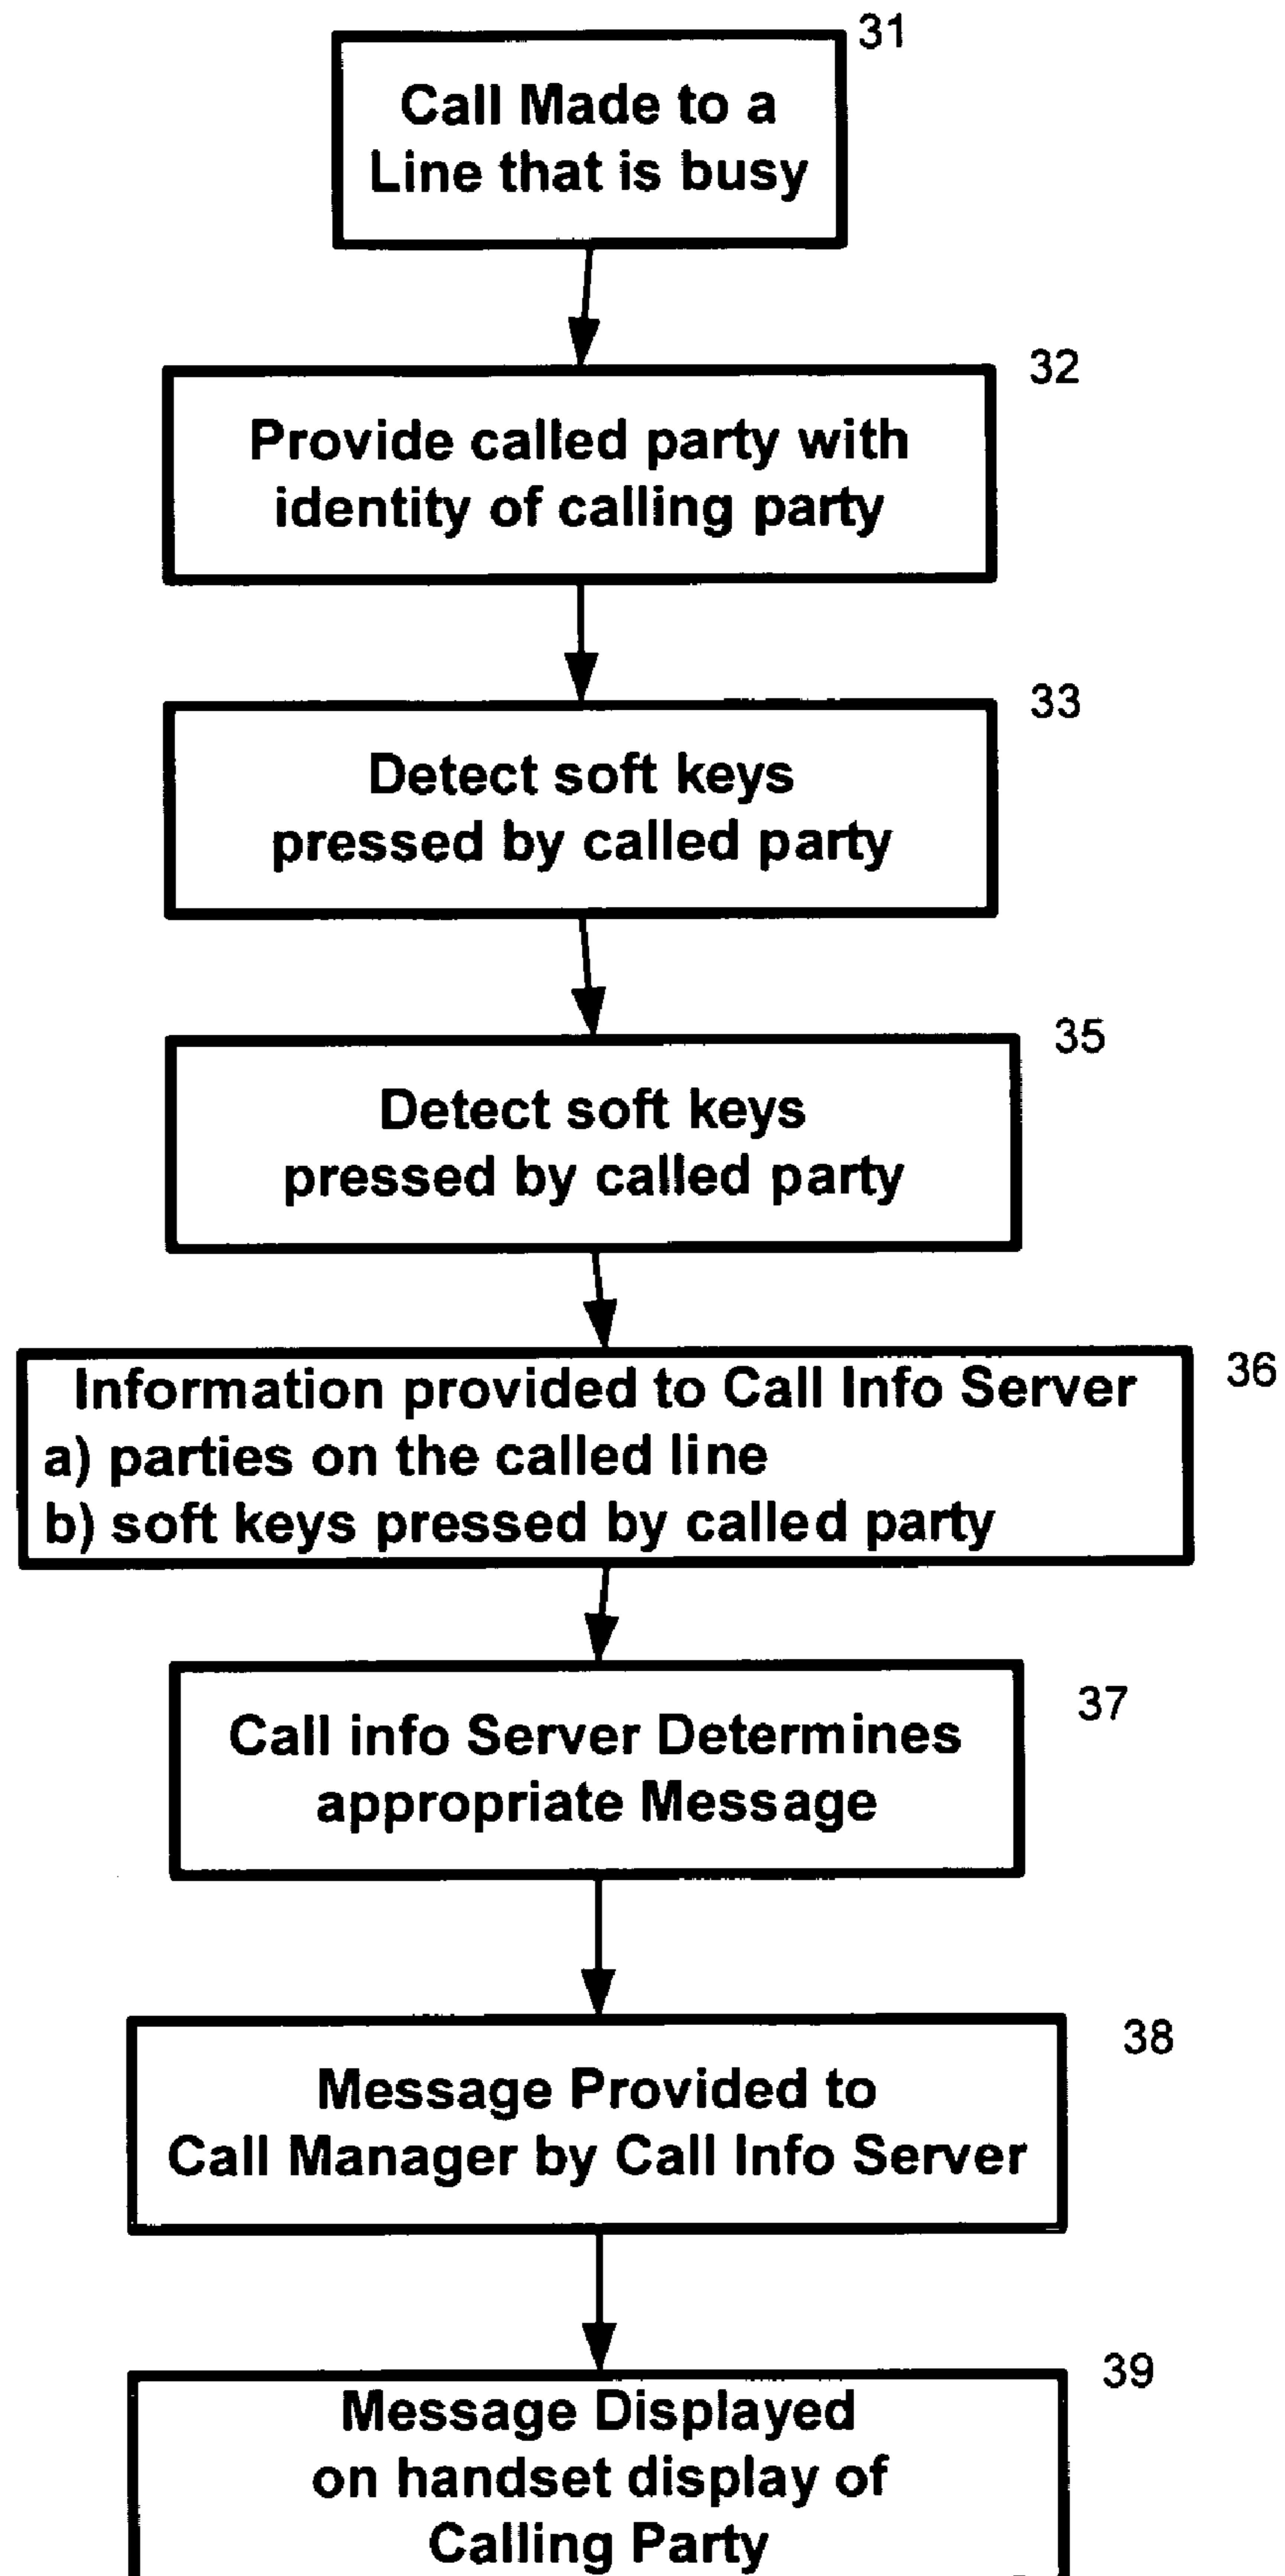 31
Call Made to a
Line that is busy
32
Provide called party with
identity of calling party
33
Detect soft keys
pressed by called party
35
Detect soft keys
pressed by called party
36
Information provided to Call Info Server
a) parties on the called line
b) soft keys pressed by called party
37
Call info Server Determines
appropriate Message
38
Message Provided to
Call Manager by Call Info Server
39
Message Displayed
on handset display of
Calling Party